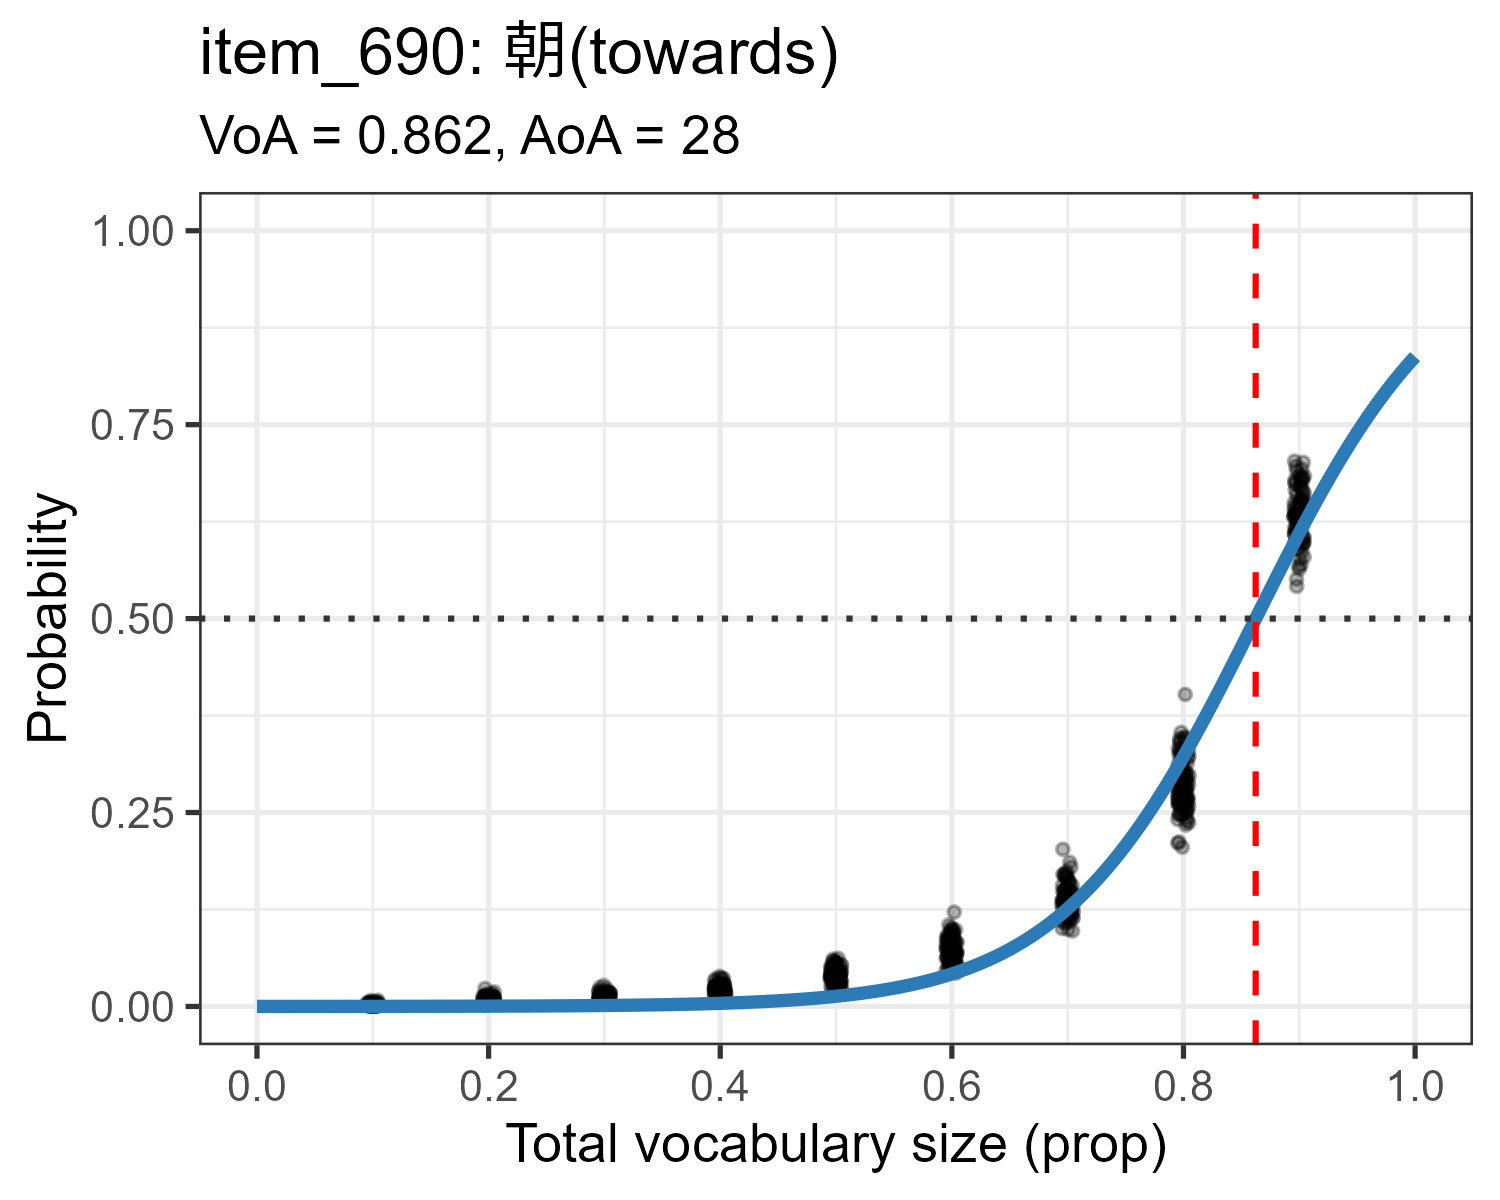 item_690: 朝(towards)
VoA = 0.862, AoA = 28
Probability
1.00
0.75
0.50
0.25
0.00
0.0 0.2 0.4 0.6 0.8 1.0
Total vocabulary size (prop)